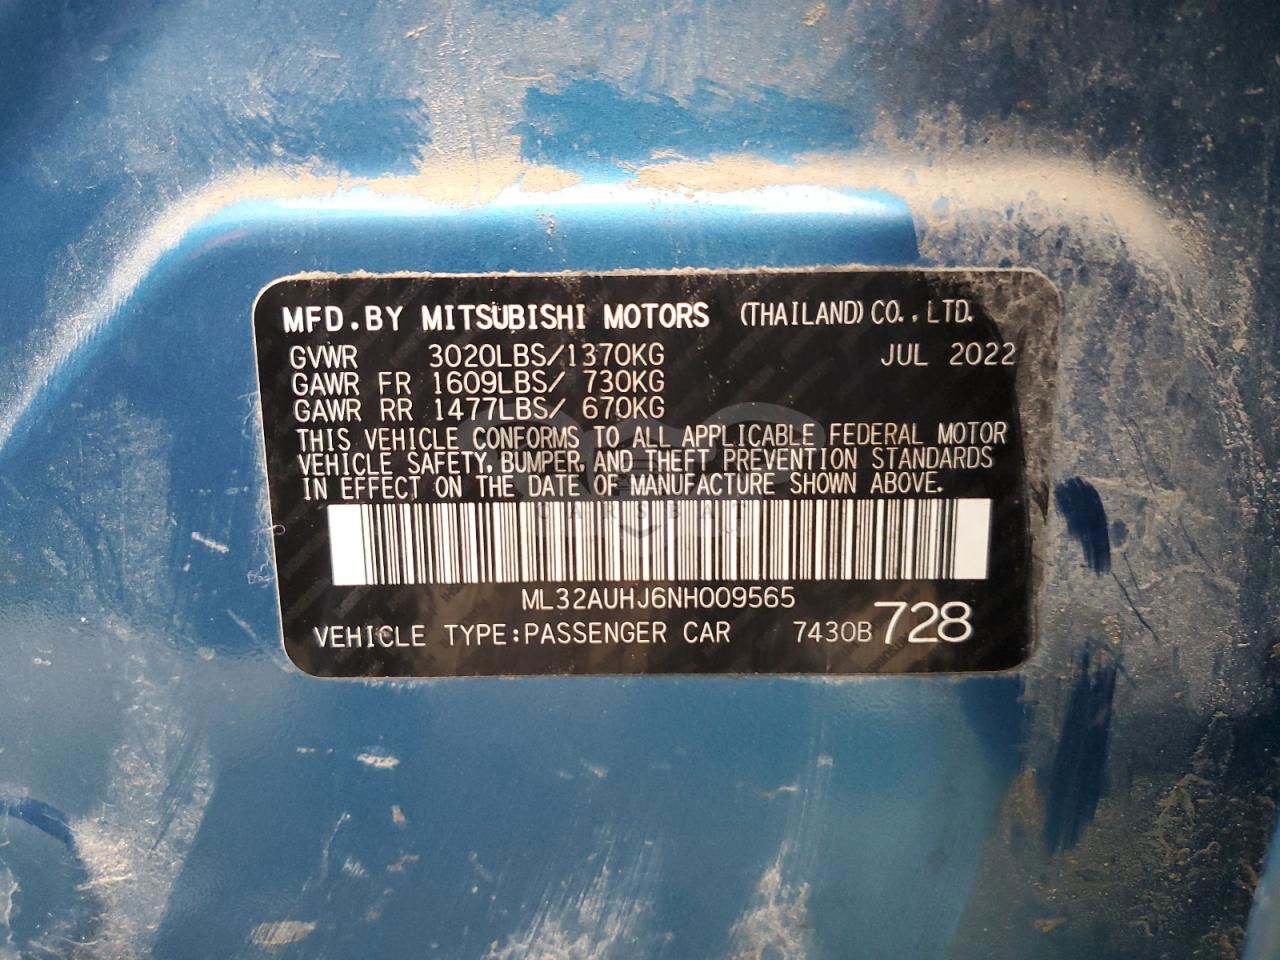 MFD.BY MITSUBISHI MOTORS (THAILAND) CO., LTD.
GVWR 3020LBS/1370KG JUL 2022
GAWR FR 1609LBS/ 730KG
GAWR RR 1477LBS/ 670KG
THIS VEHICLE CONFORMS TO ALL APPLICABLE FEDERAL MOTOR
VEHICLE SAFETY, BUMPER, AND THEFT PREVENTION STANDARDS
IN EFFECT ON THE DATE OF MANUFACTURE SHOWN ABOVE.
ML32AUHJ6NH009565
VEHICLE TYPE:PASSENGER CAR 7430B 728